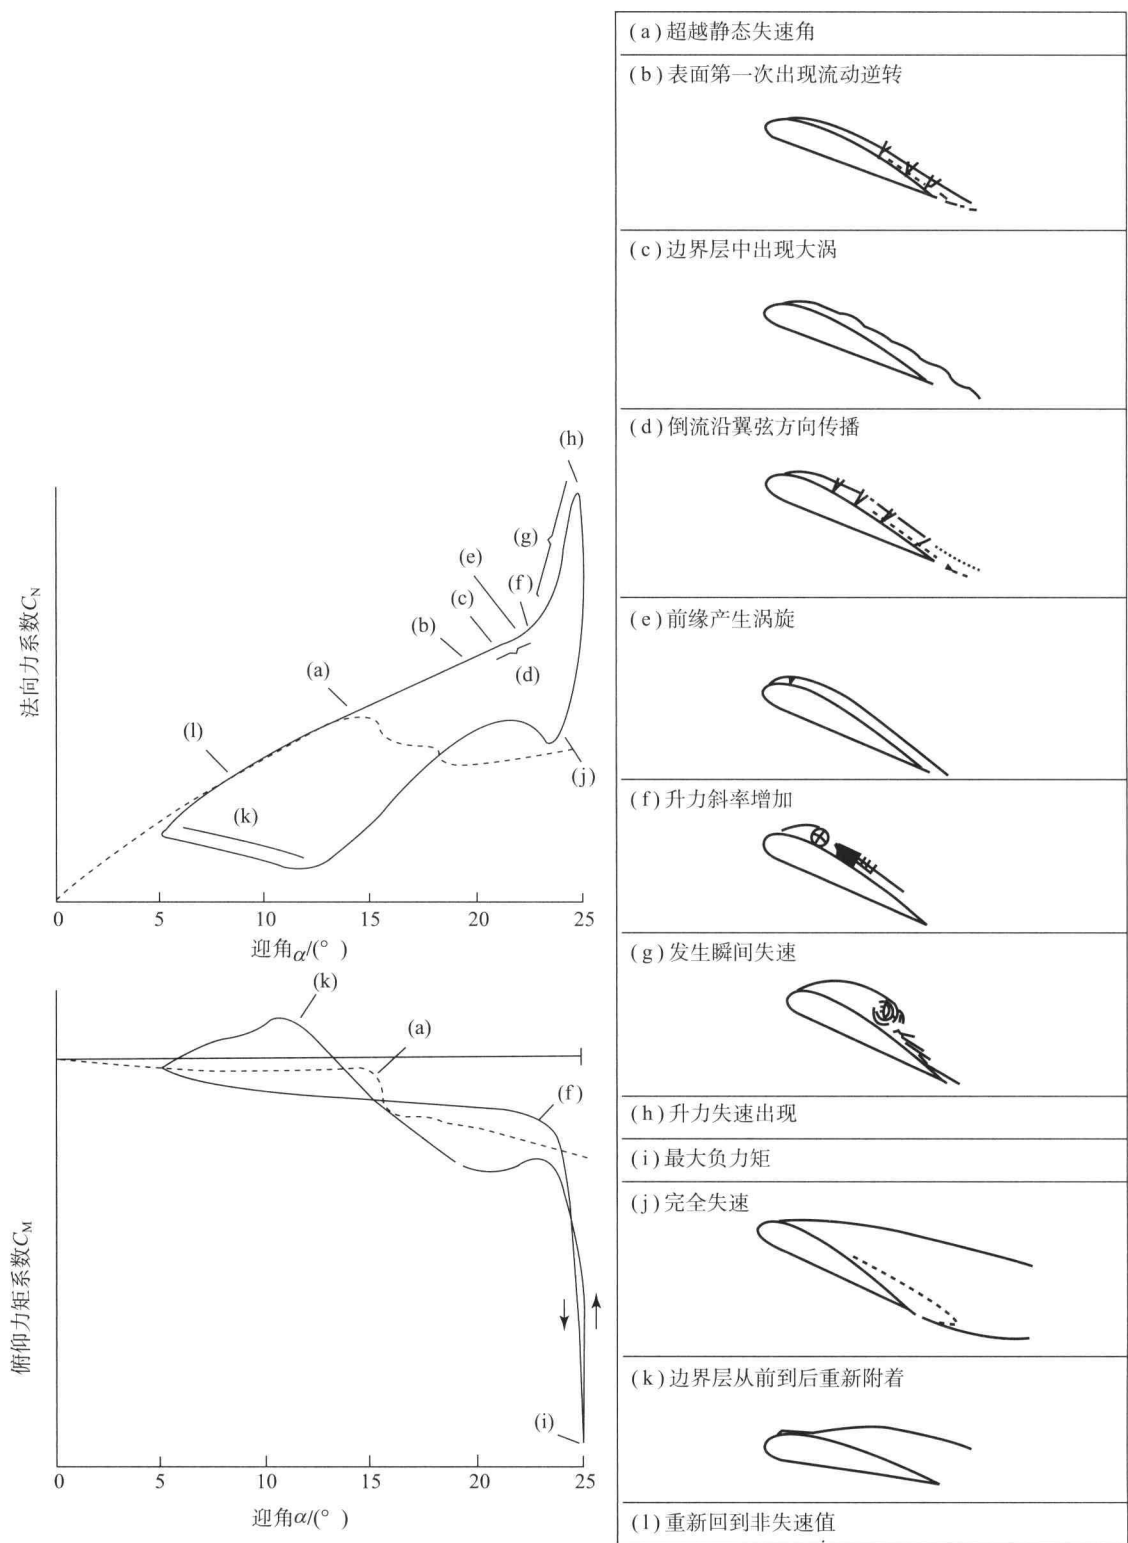 (h)
(g)
(e)
(f)
(c)
(b)
(d)
(a)
(l)
(j)
(k)
法向力系数C_N
0 5 10 15 20 25
迎角α/(° )
(k)
(a)
(f)
(i)
俯仰力矩系数C_M
0 5 10 15 20 25
迎角α/(° )
(a)超越静态失速角
(b)表面第一次出现流动逆转
(c)边界层中出现大涡
(d)倒流沿翼弦方向传播
(e)前缘产生涡旋
(f)升力斜率增加
(g)发生瞬间失速
(h)升力失速出现
(i)最大负力矩
(j)完全失速
(k)边界层从前到后重新附着
(l)重新回到非失速值